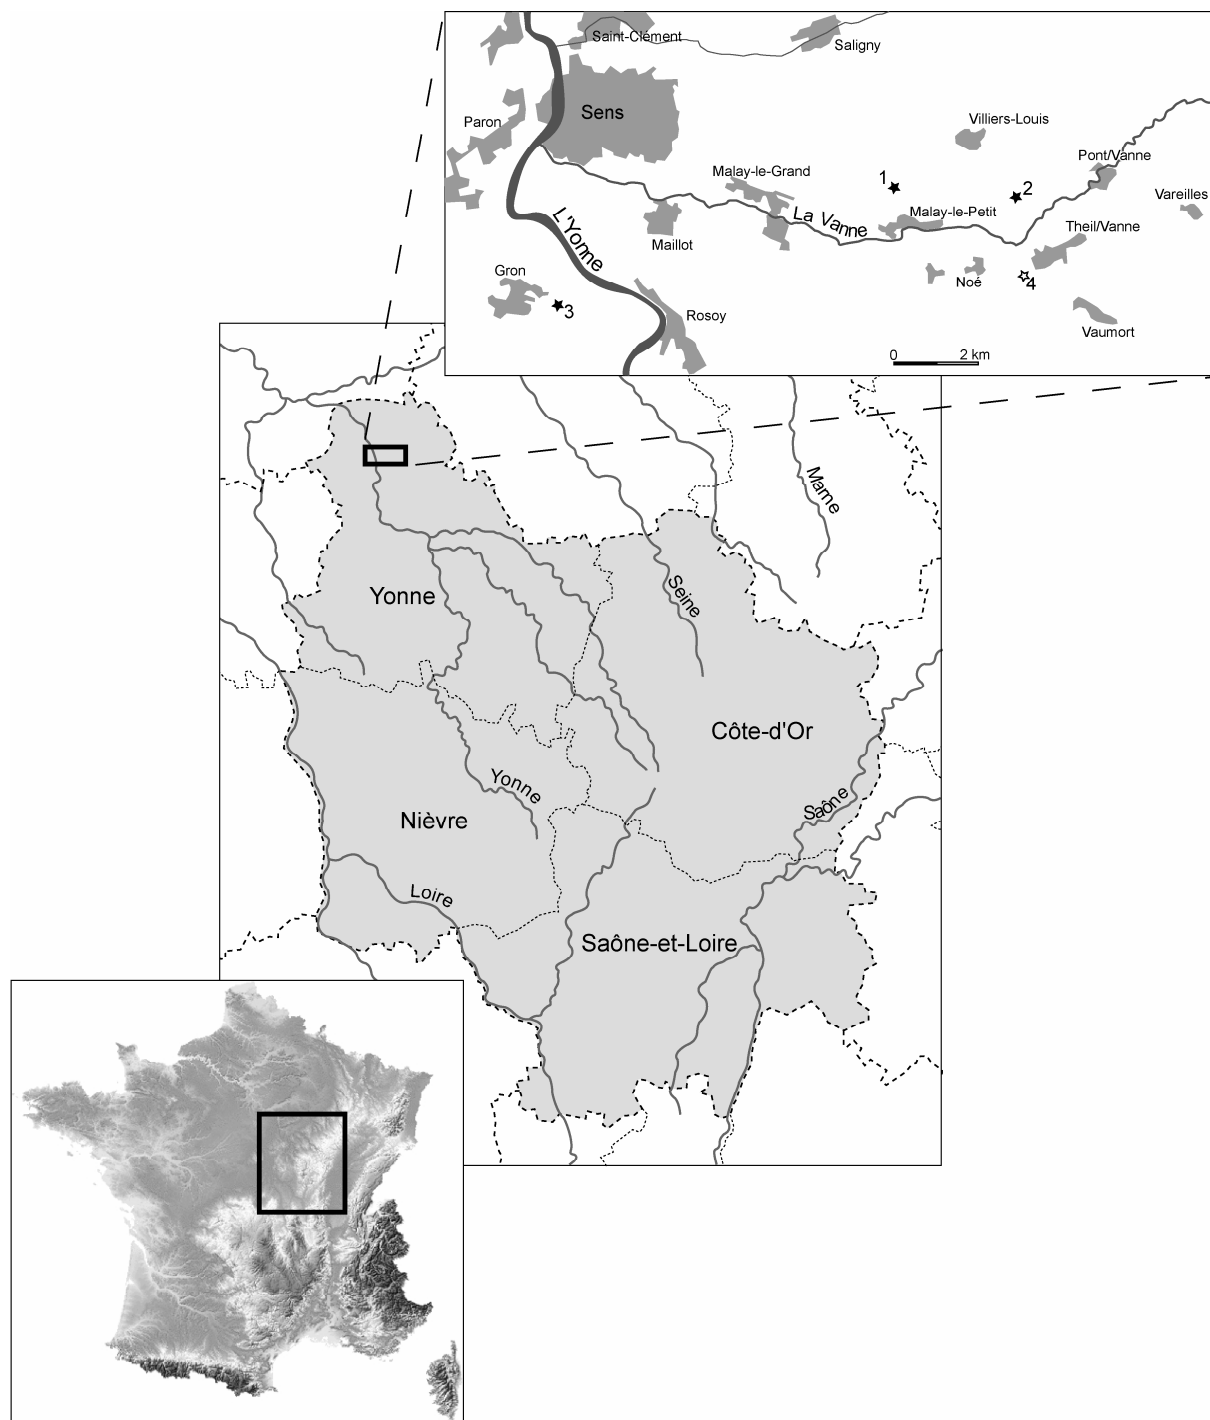 Saint-Clément
Saligny
Sens
Paron
Villiers-Louis
Pont/Vanne
Malay-le-Grand
1
2
Vareilles
La Vanne
Malay-le-Petit
Maillot
L'Yonne
Theil/Vanne
Gron
Noé
4
3
Rosoy
Vaumort
0 2 km
Marne
Seine
Yonne
Côte-d'Or
Yonne
Saône
Nièvre
Loire
Saône-et-Loire